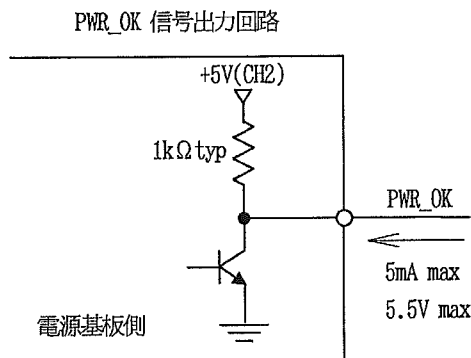 PWR_OK 信号出力回路
+5V(CH2)
1kΩtyp
PWR_OK
5mA max
5.5V max
電源基板側